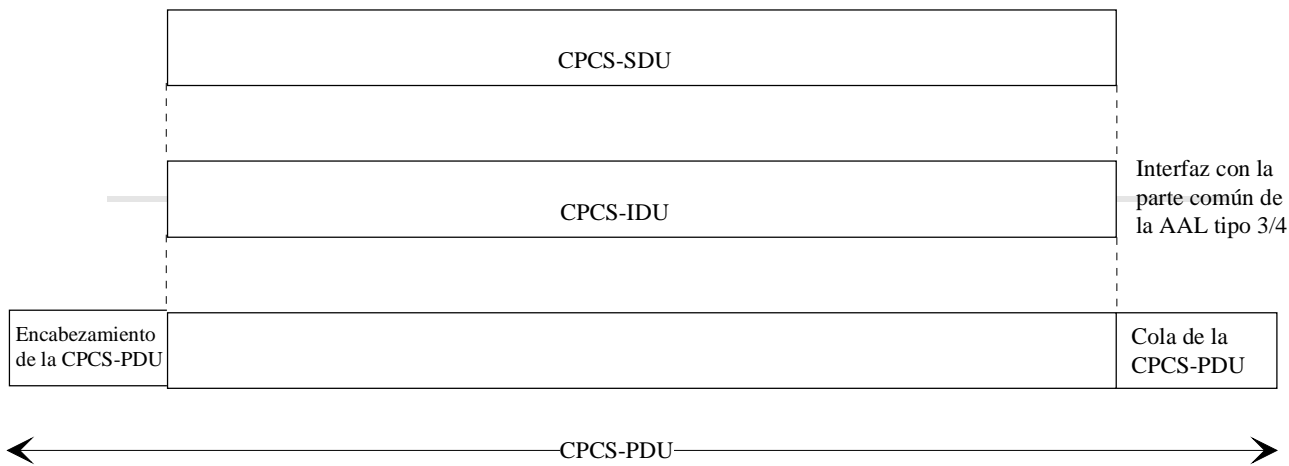 CPCS-SDU
CPCS-IDU
Interfaz con la
parte común de
la AAL tipo 3/4
Encabezamiento
de la CPCS-PDU
Cola de la
CPCS-PDU
CPCS-PDU